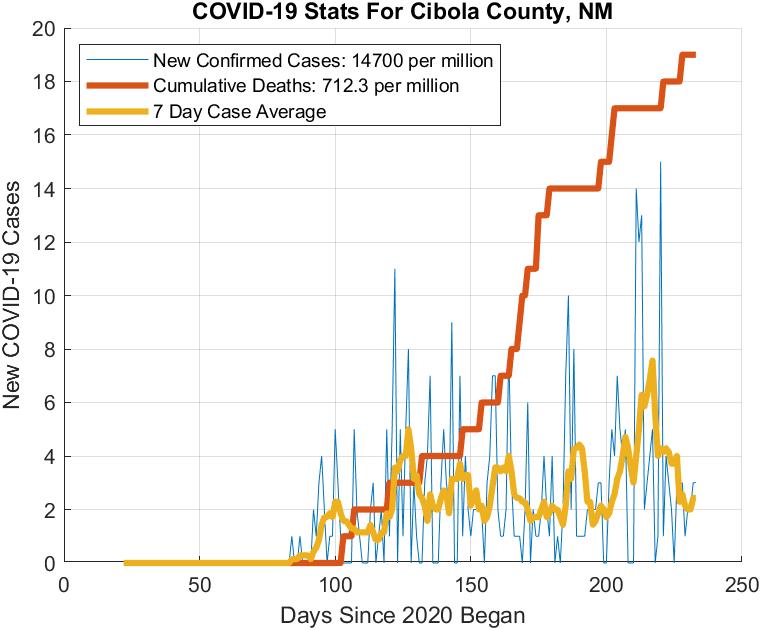 COVID-19 Stats For Cibola County, NM
New Confirmed Cases: 14700 per million
Cumulative Deaths: 712.3 per million
7 Day Case Average
New COVID-19 Cases
20
18
16
14
12
10
8
6
4
2
0
0 50 100 150 200 250
Days Since 2020 Began